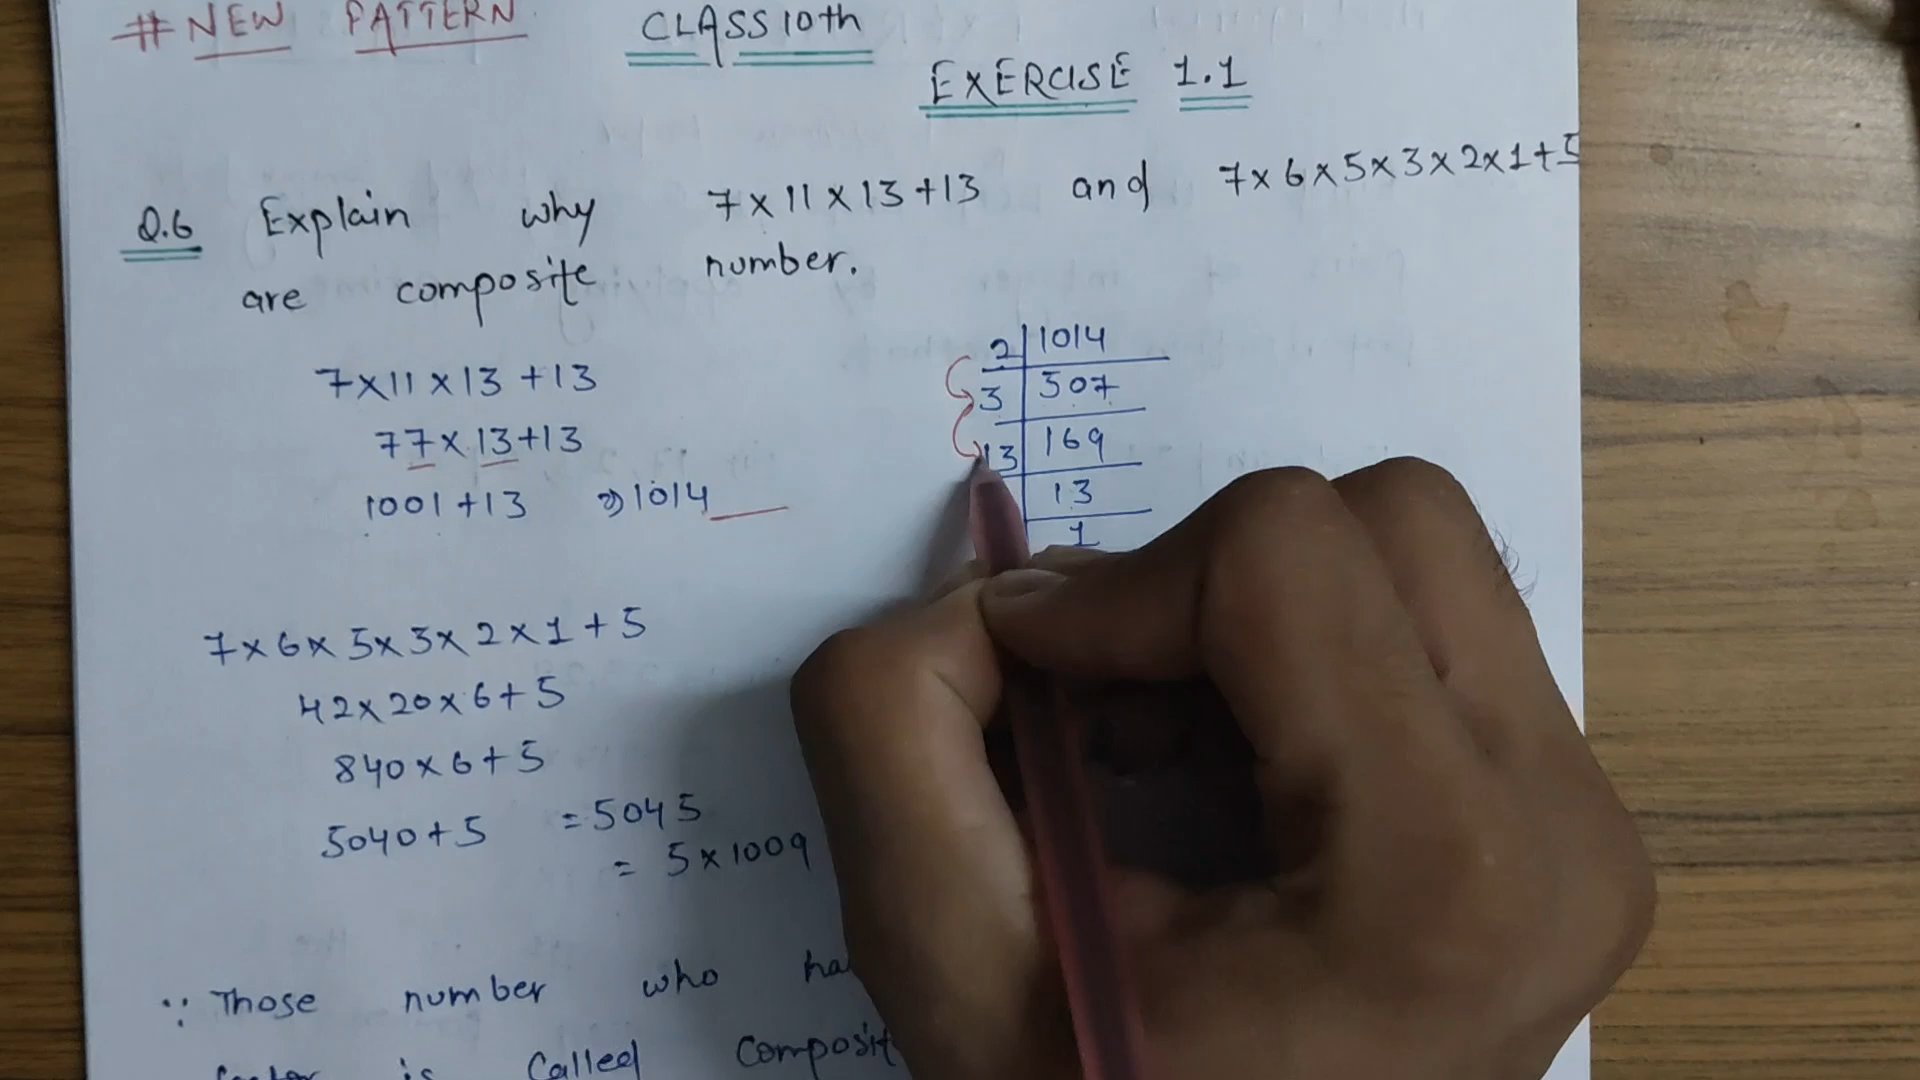 # NEW PATTERN CLASS 10th
EXERCISE 1.1
Q.6 Explain why 7 x 11 x 13 + 13 and 7 x 6 x 5 x 3 x 2 x 1 + 5
are composite number.
7 x 11 x 13 + 13
77 x 13 + 13
1001 + 13 ⇒ 1014
2 | 1014
3 | 507
13 | 169
13
1
7 x 6 x 5 x 3 x 2 x 1 + 5
42 x 20 x 6 + 5
840 x 6 + 5
5040 + 5 = 5045
= 5 x 1009
∵ Those number who
is called